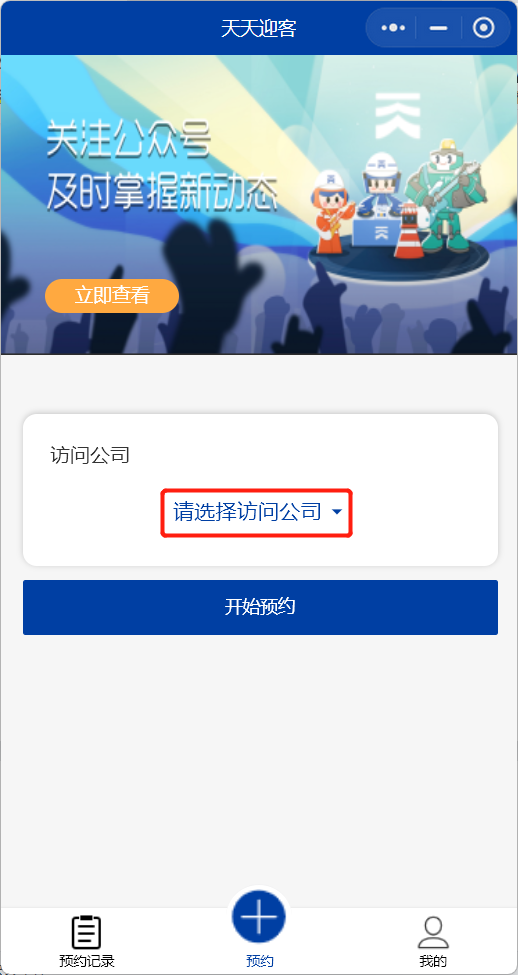 天天迎客
关注公众号
及时掌握新动态
立即查看
访问公司
请选择访问公司
开始预约
预约记录
预约
我的